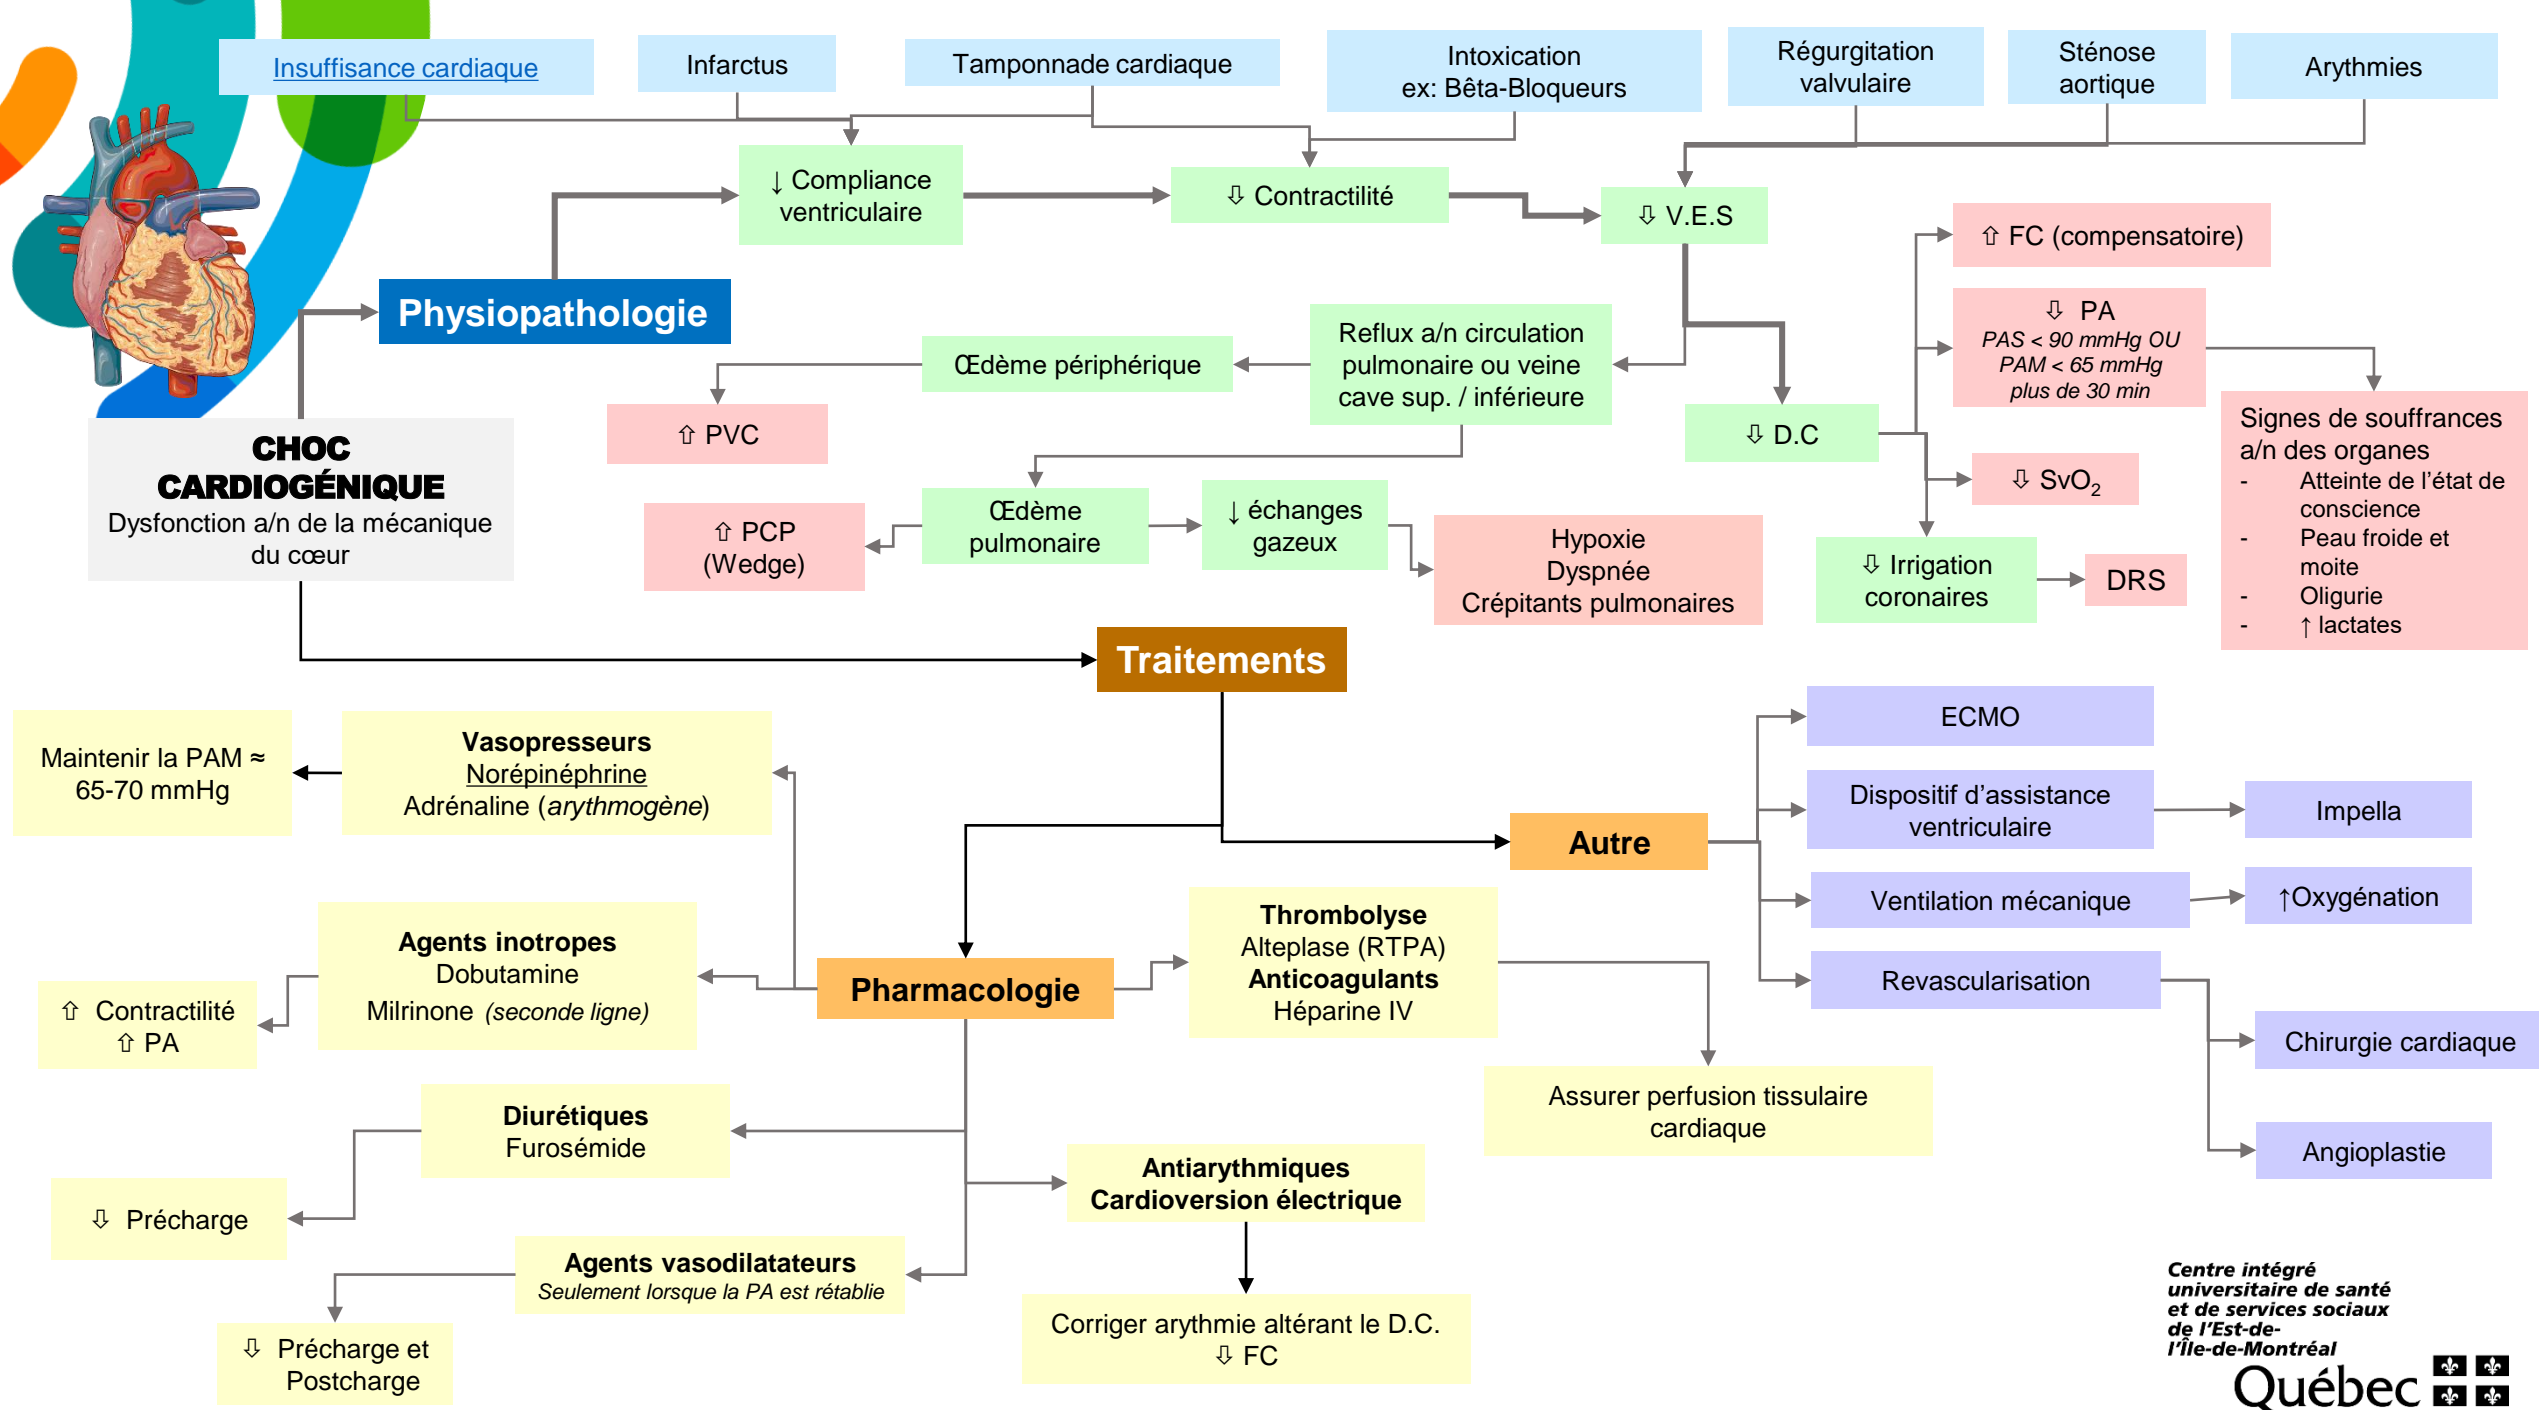 Insuffisance cardiaque
Infarctus
Tamponnade cardiaque
Intoxication
ex: Bêta-Bloqueurs
Régurgitation
valvulaire
Sténose
aortique
Arythmies
↓ Compliance
ventriculaire
⇩ Contractilité
⇩ V.E.S
⇧ FC (compensatoire)
Physiopathologie
⇩ PA
PAS < 90 mmHg OU
PAM < 65 mmHg
plus de 30 min
Reflux a/n circulation
pulmonaire ou veine
cave sup. / inférieure
Œdème périphérique
⇧ PVC
⇩ D.C
Signes de souffrances
a/n des organes
- Atteinte de l’état de
conscience
- Peau froide et
moite
- Oligurie
- ↑ lactates
CHOC
CARDIOGÉNIQUE
Dysfonction a/n de la mécanique
du cœur
⇩ SvO2
⇧ PCP
(Wedge)
Œdème
pulmonaire
↓ échanges
gazeux
Hypoxie
Dyspnée
Crépitants pulmonaires
⇩ Irrigation
coronaires
DRS
Traitements
Maintenir la PAM ≈
65-70 mmHg
Vasopresseurs
Norépinéphrine
Adrénaline (arythmogène)
ECMO
Dispositif d’assistance
ventriculaire
Impella
Autre
Ventilation mécanique
↑Oxygénation
Agents inotropes
Dobutamine
Milrinone (seconde ligne)
⇧ Contractilité
⇧ PA
Pharmacologie
Thrombolyse
Alteplase (RTPA)
Anticoagulants
Héparine IV
Revascularisation
Chirurgie cardiaque
Angioplastie
Assurer perfusion tissulaire
cardiaque
Diurétiques
Furosémide
⇩ Précharge
Antiarythmiques
Cardioversion électrique
Agents vasodilatateurs
Seulement lorsque la PA est rétablie
⇩ Précharge et
Postcharge
Corriger arythmie altérant le D.C.
⇩ FC
Centre intégré
universitaire de santé
et de services sociaux
de l’Est-de-
l’Île-de-Montréal
Québec